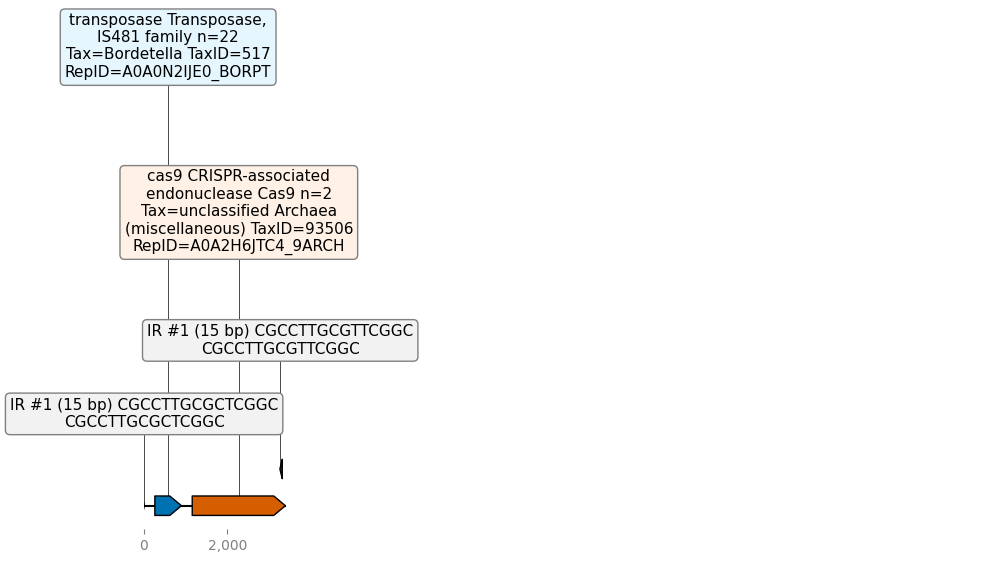 transposase Transposase,
IS481 family n=22
Tax=Bordetella TaxID=517
RepID=A0A0N2IJE0_BORPT
cas9 CRISPR-associated
endonuclease Cas9 n=2
Tax=unclassified Archaea
(miscellaneous) TaxID=93506
RepID=A0A2H6JTC4_9ARCH
IR #1 (15 bp) CGCCTTGCGTTCGGC
CGCCTTGCGTTCGGC
IR #1 (15 bp) CGCCTTGCGCTCGGC
CGCCTTGCGCTCGGC
0
2,000